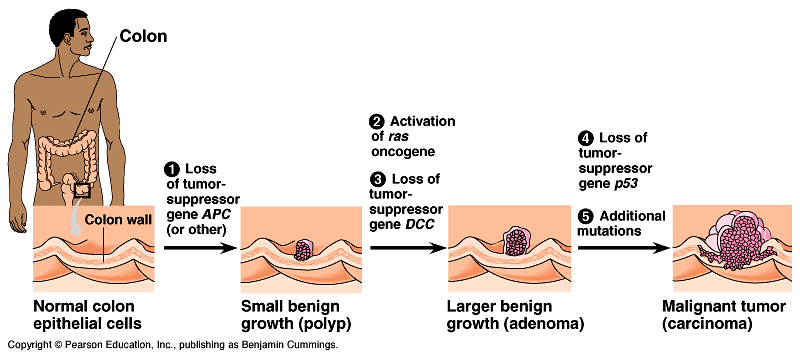 Colon
1 Loss
of tumor-
suppressor
gene APC
(or other)
2 Activation
of ras
oncogene
3 Loss of
tumor-
suppressor
gene DCC
4 Loss of
tumor-
suppressor
gene p53
5 Additional
mutations
Colon wall
Normal colon
epithelial cells
Small benign
growth (polyp)
Larger benign
growth (adenoma)
Malignant tumor
(carcinoma)
Copyright © Pearson Education, Inc., publishing as Benjamin Cummings.